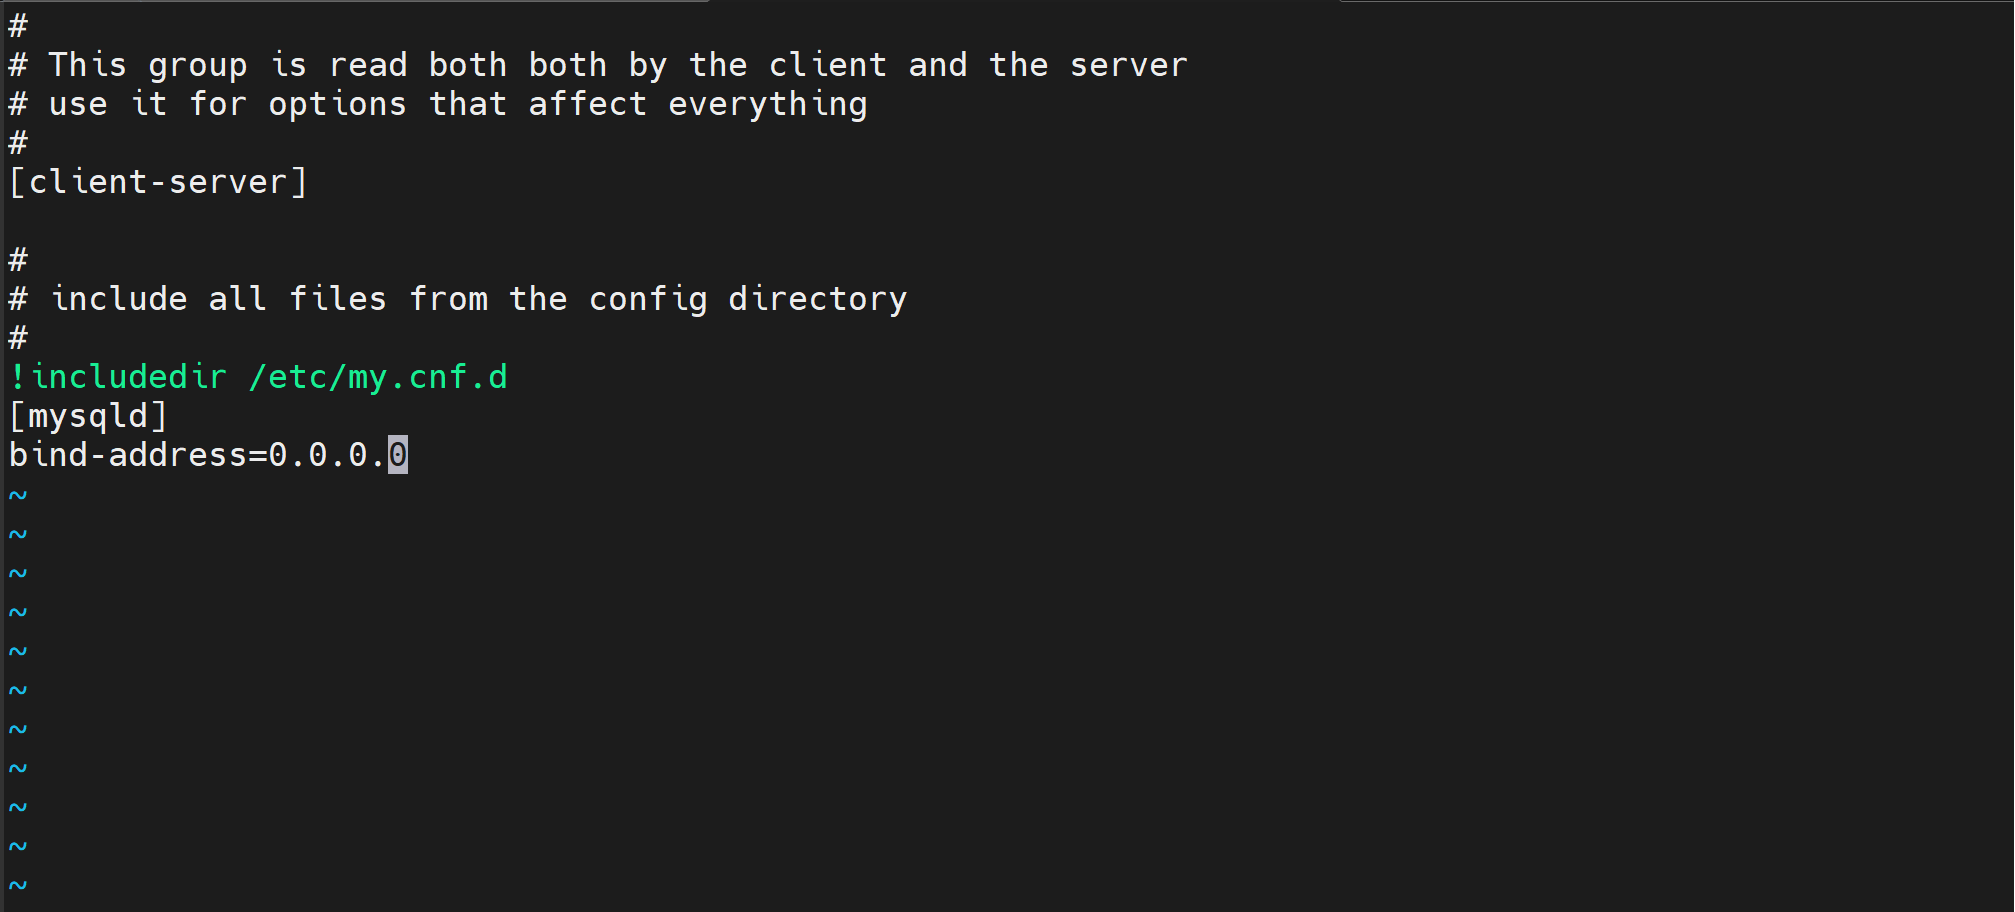 #
# This group is read both both by the client and the server
# use it for options that affect everything
#
[client-server]

#
# include all files from the config directory
#
!includedir /etc/my.cnf.d
[mysqld]
bind-address=0.0.0.0
~
~
~
~
~
~
~
~
~
~
~